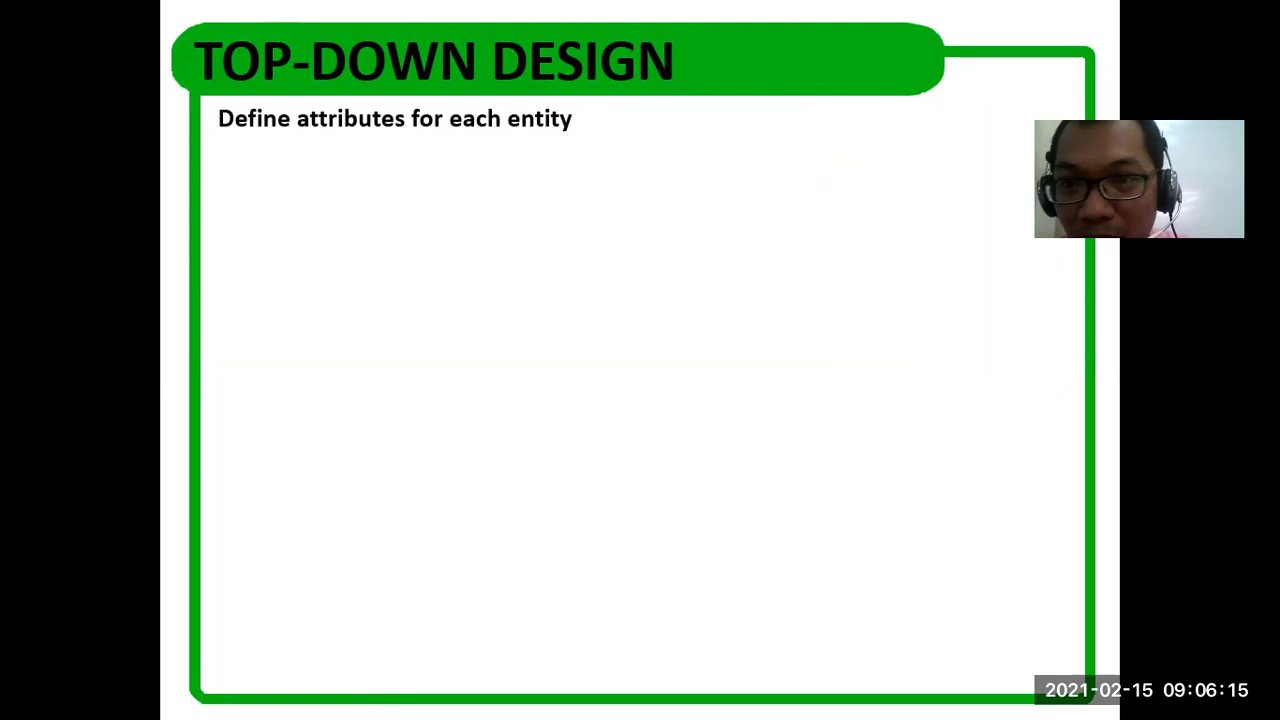 TOP-DOWN DESIGN
Define attributes for each entity
2021-02-15 09:06:15